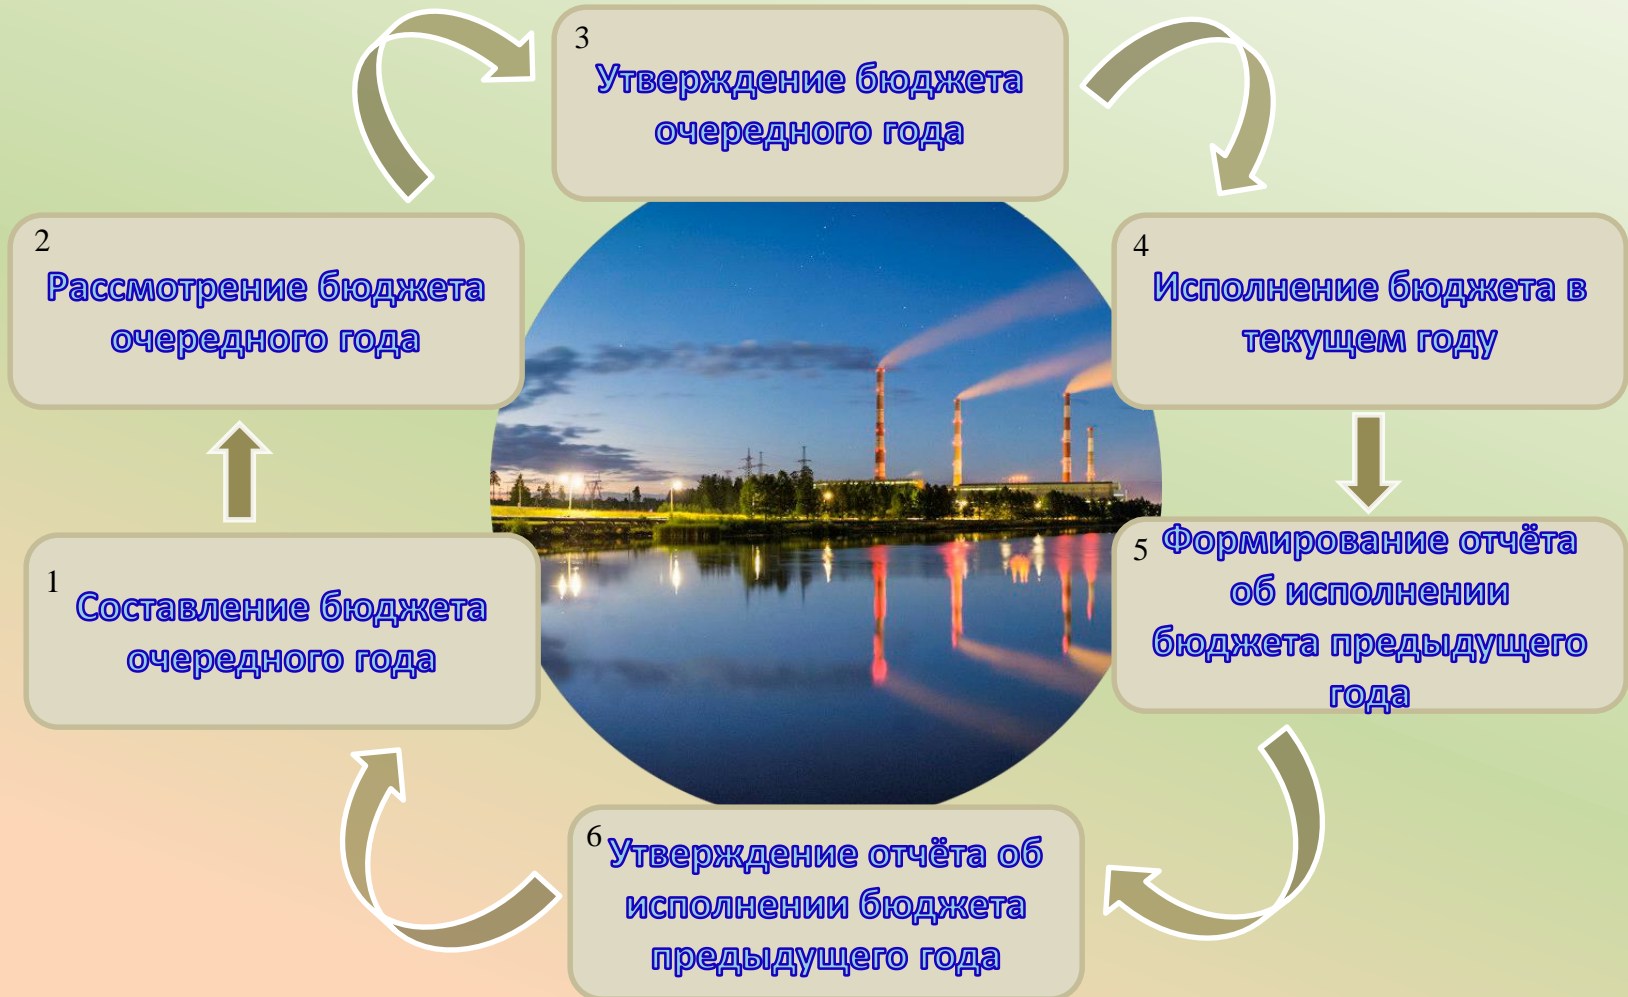 3
Утверждение бюджета
очередного года
2
Рассмотрение бюджета
очередного года
4
Исполнение бюджета в
текущем году
1
Составление бюджета
очередного года
5
Формирование отчёта
об исполнении
бюджета предыдущего
года
6
Утверждение отчёта об
исполнении бюджета
предыдущего года